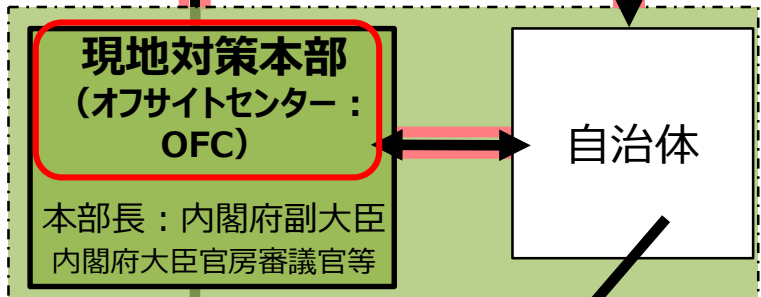 現地対策本部
（オフサイトセンター：
OFC）
本部長：内閣府副大臣
内閣府大臣官房審議官等
自治体